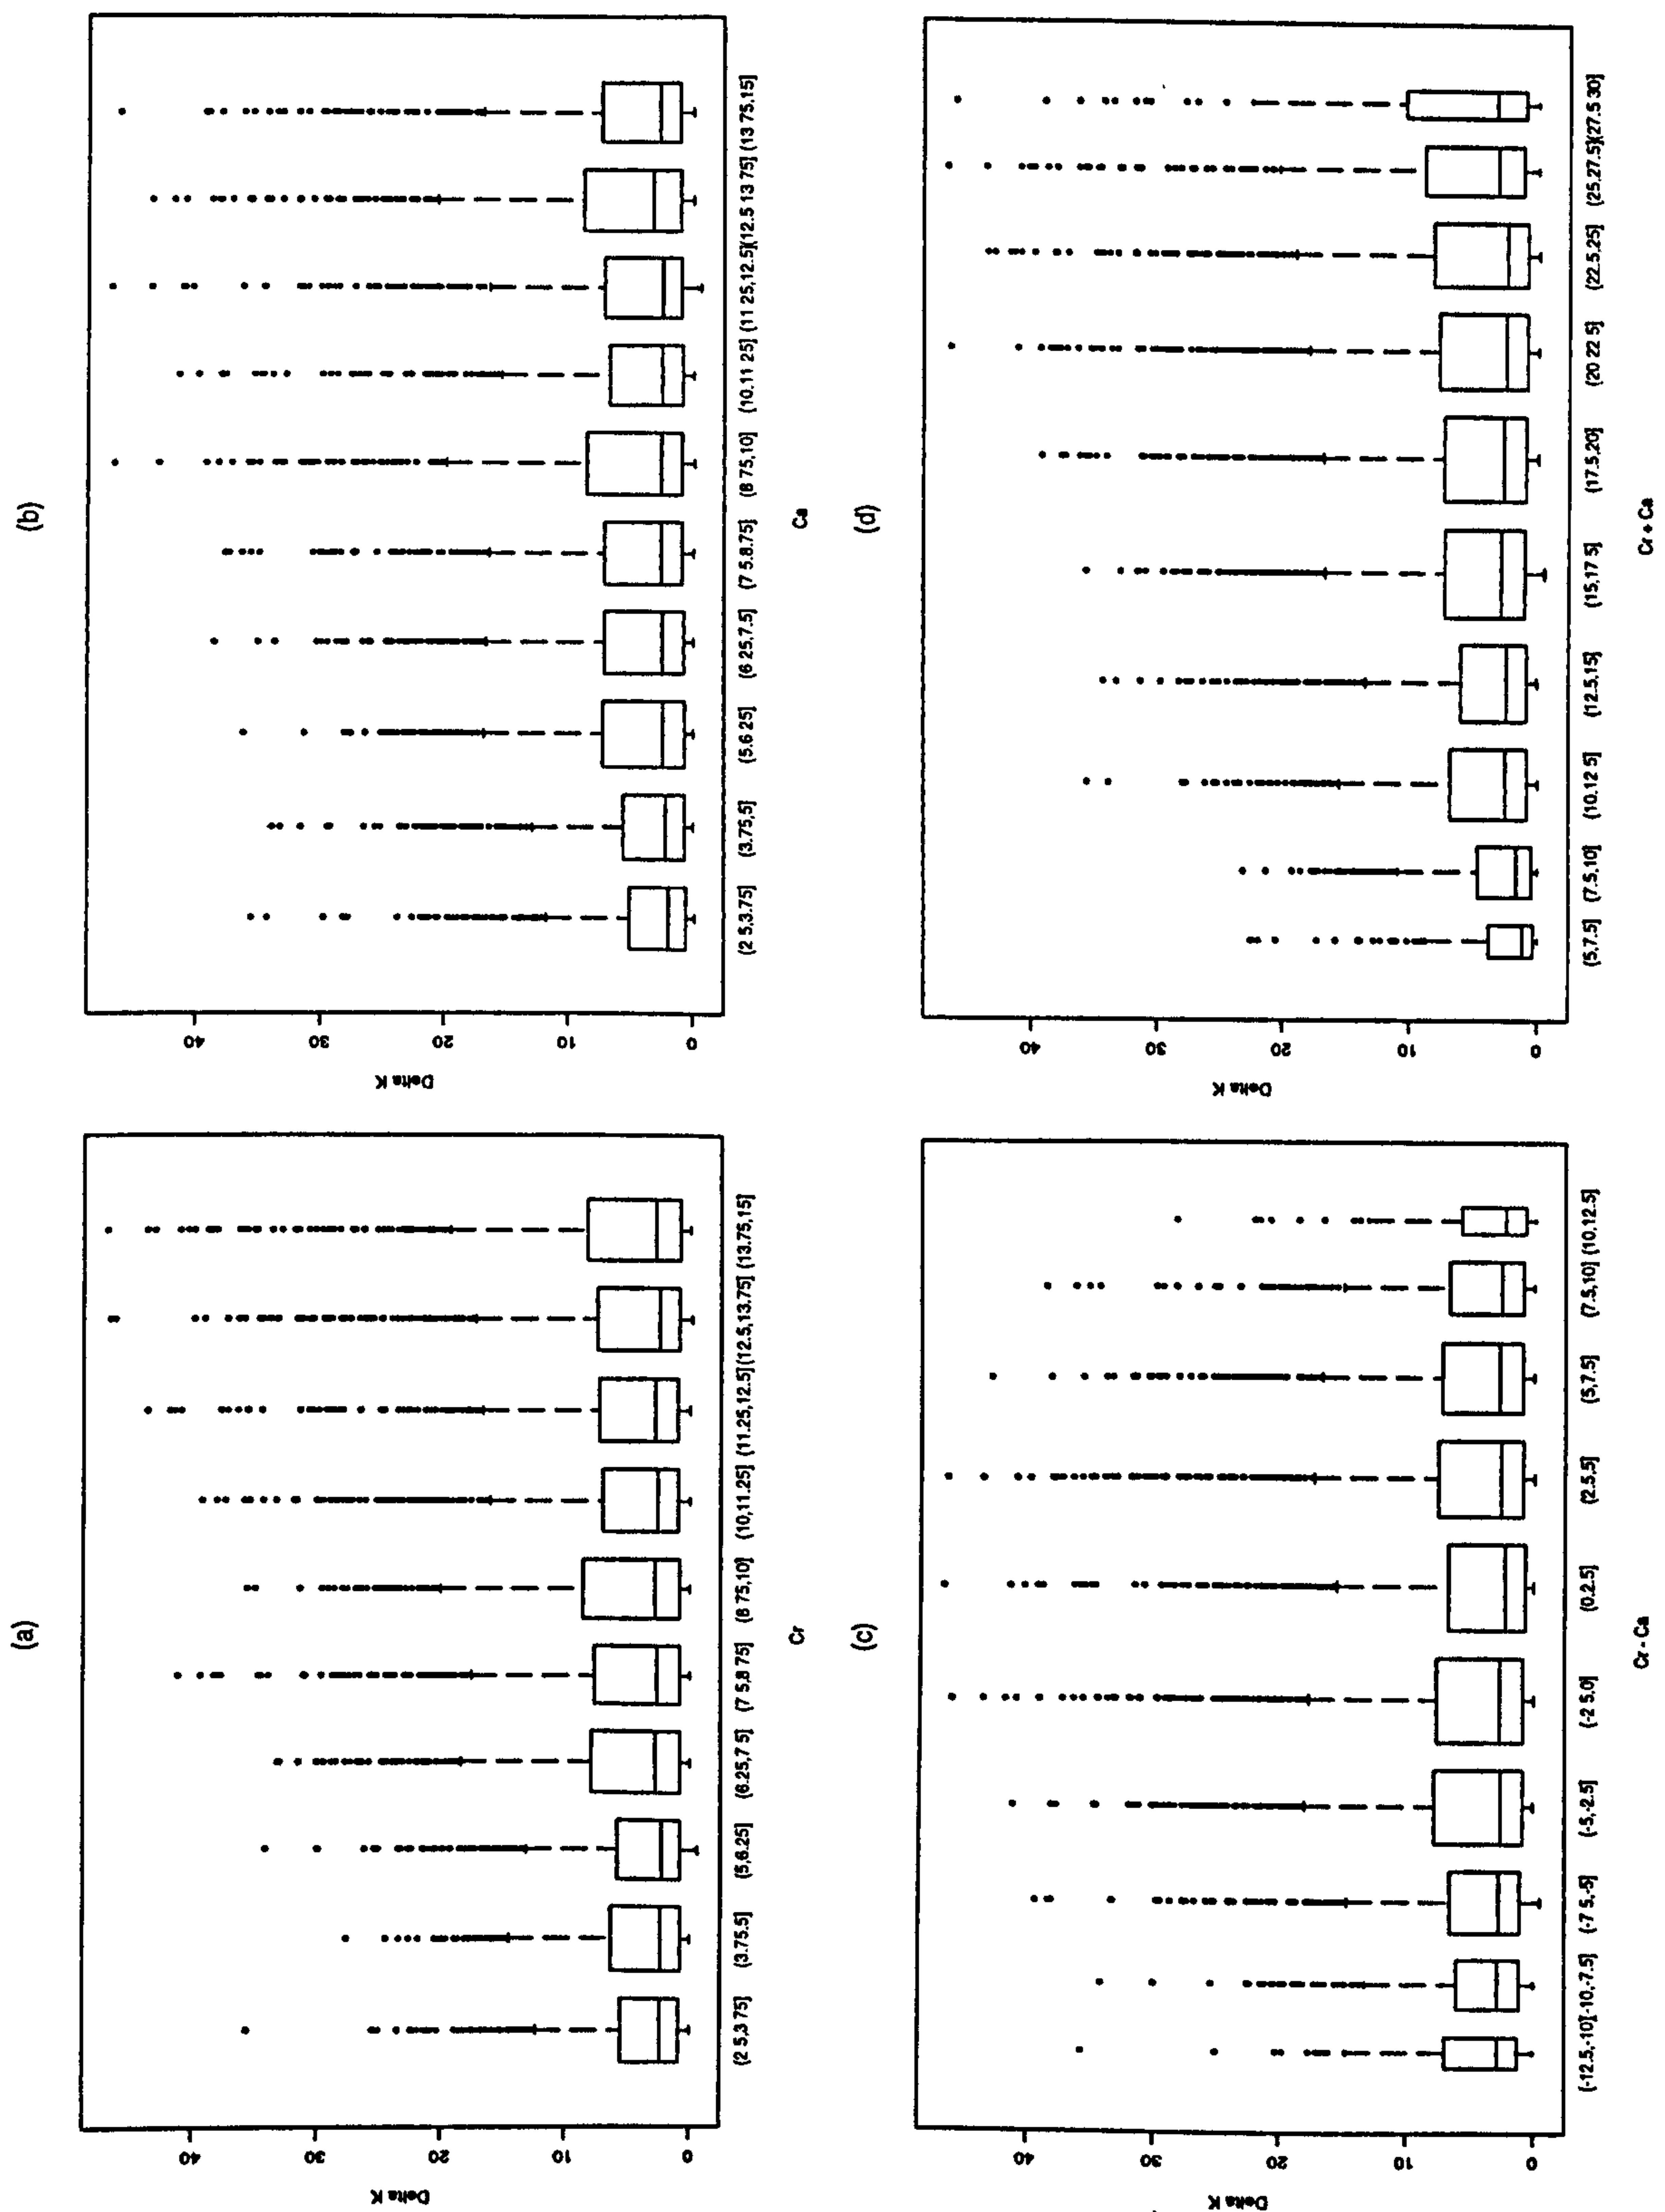 (a)
Delta K
0 10 20 30 40
(2 5,3 75] (3.75,5] (5,6.25] (6.25,7 5] (7 5,8 75] (8 75,10] (10,11.25] (11.25,12.5] (12.5,13.75] (13.75,15]
Cr
(b)
Delta K
0 10 20 30 40
(2 5,3.75] (3.75,5] (5,6 25] (6 25,7.5] (7 5,8.75] (8 75,10] (10,11 25] (11 25,12.5] (12.5 13 75] (13 75,15]
Ca
(c)
Delta K
0 10 20 30 40
(-12.5,-10] (-10,-7.5] (-7 5,-5] (-5,-2.5] (-2 5,0] (0,2.5] (2.5,5] (5,7.5] (7.5,10] (10,12.5]
Cr - Ca
(d)
Delta K
0 10 20 30 40
(5,7.5] (7.5,10] (10,12 5] (12.5,15] (15,17 5] (17.5,20] (20 22 5] (22.5,25] (25,27.5] (27.5 30]
Cr + Ca